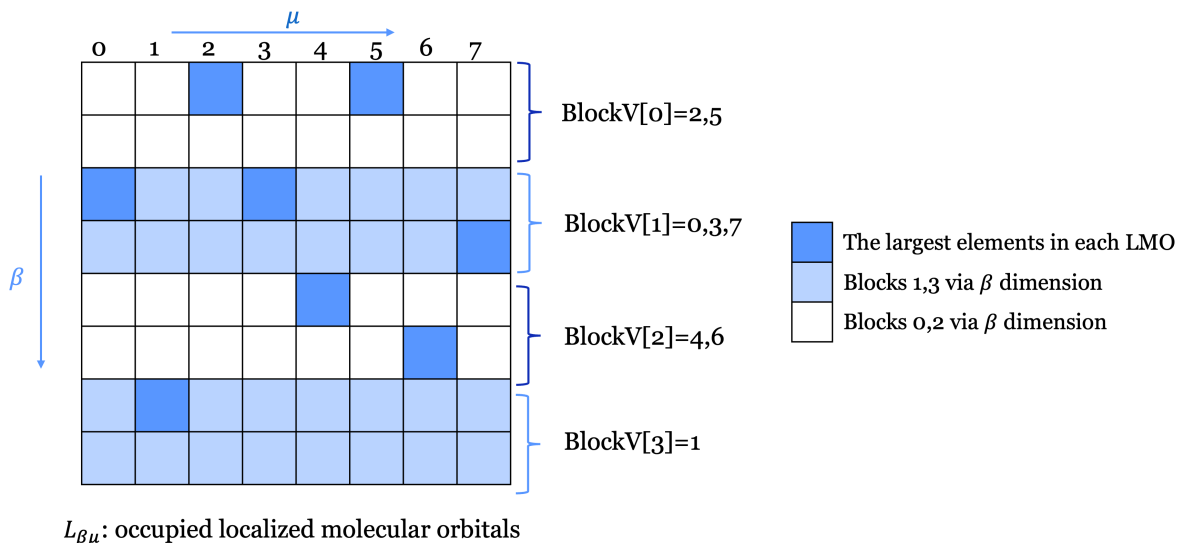 μ
0 1 2 3 4 5 6 7
BlockV[0]=2,5
BlockV[1]=0,3,7
β
BlockV[2]=4,6
BlockV[3]=1
The largest elements in each LMO
Blocks 1,3 via β dimension
Blocks 0,2 via β dimension
L_{βμ}: occupied localized molecular orbitals